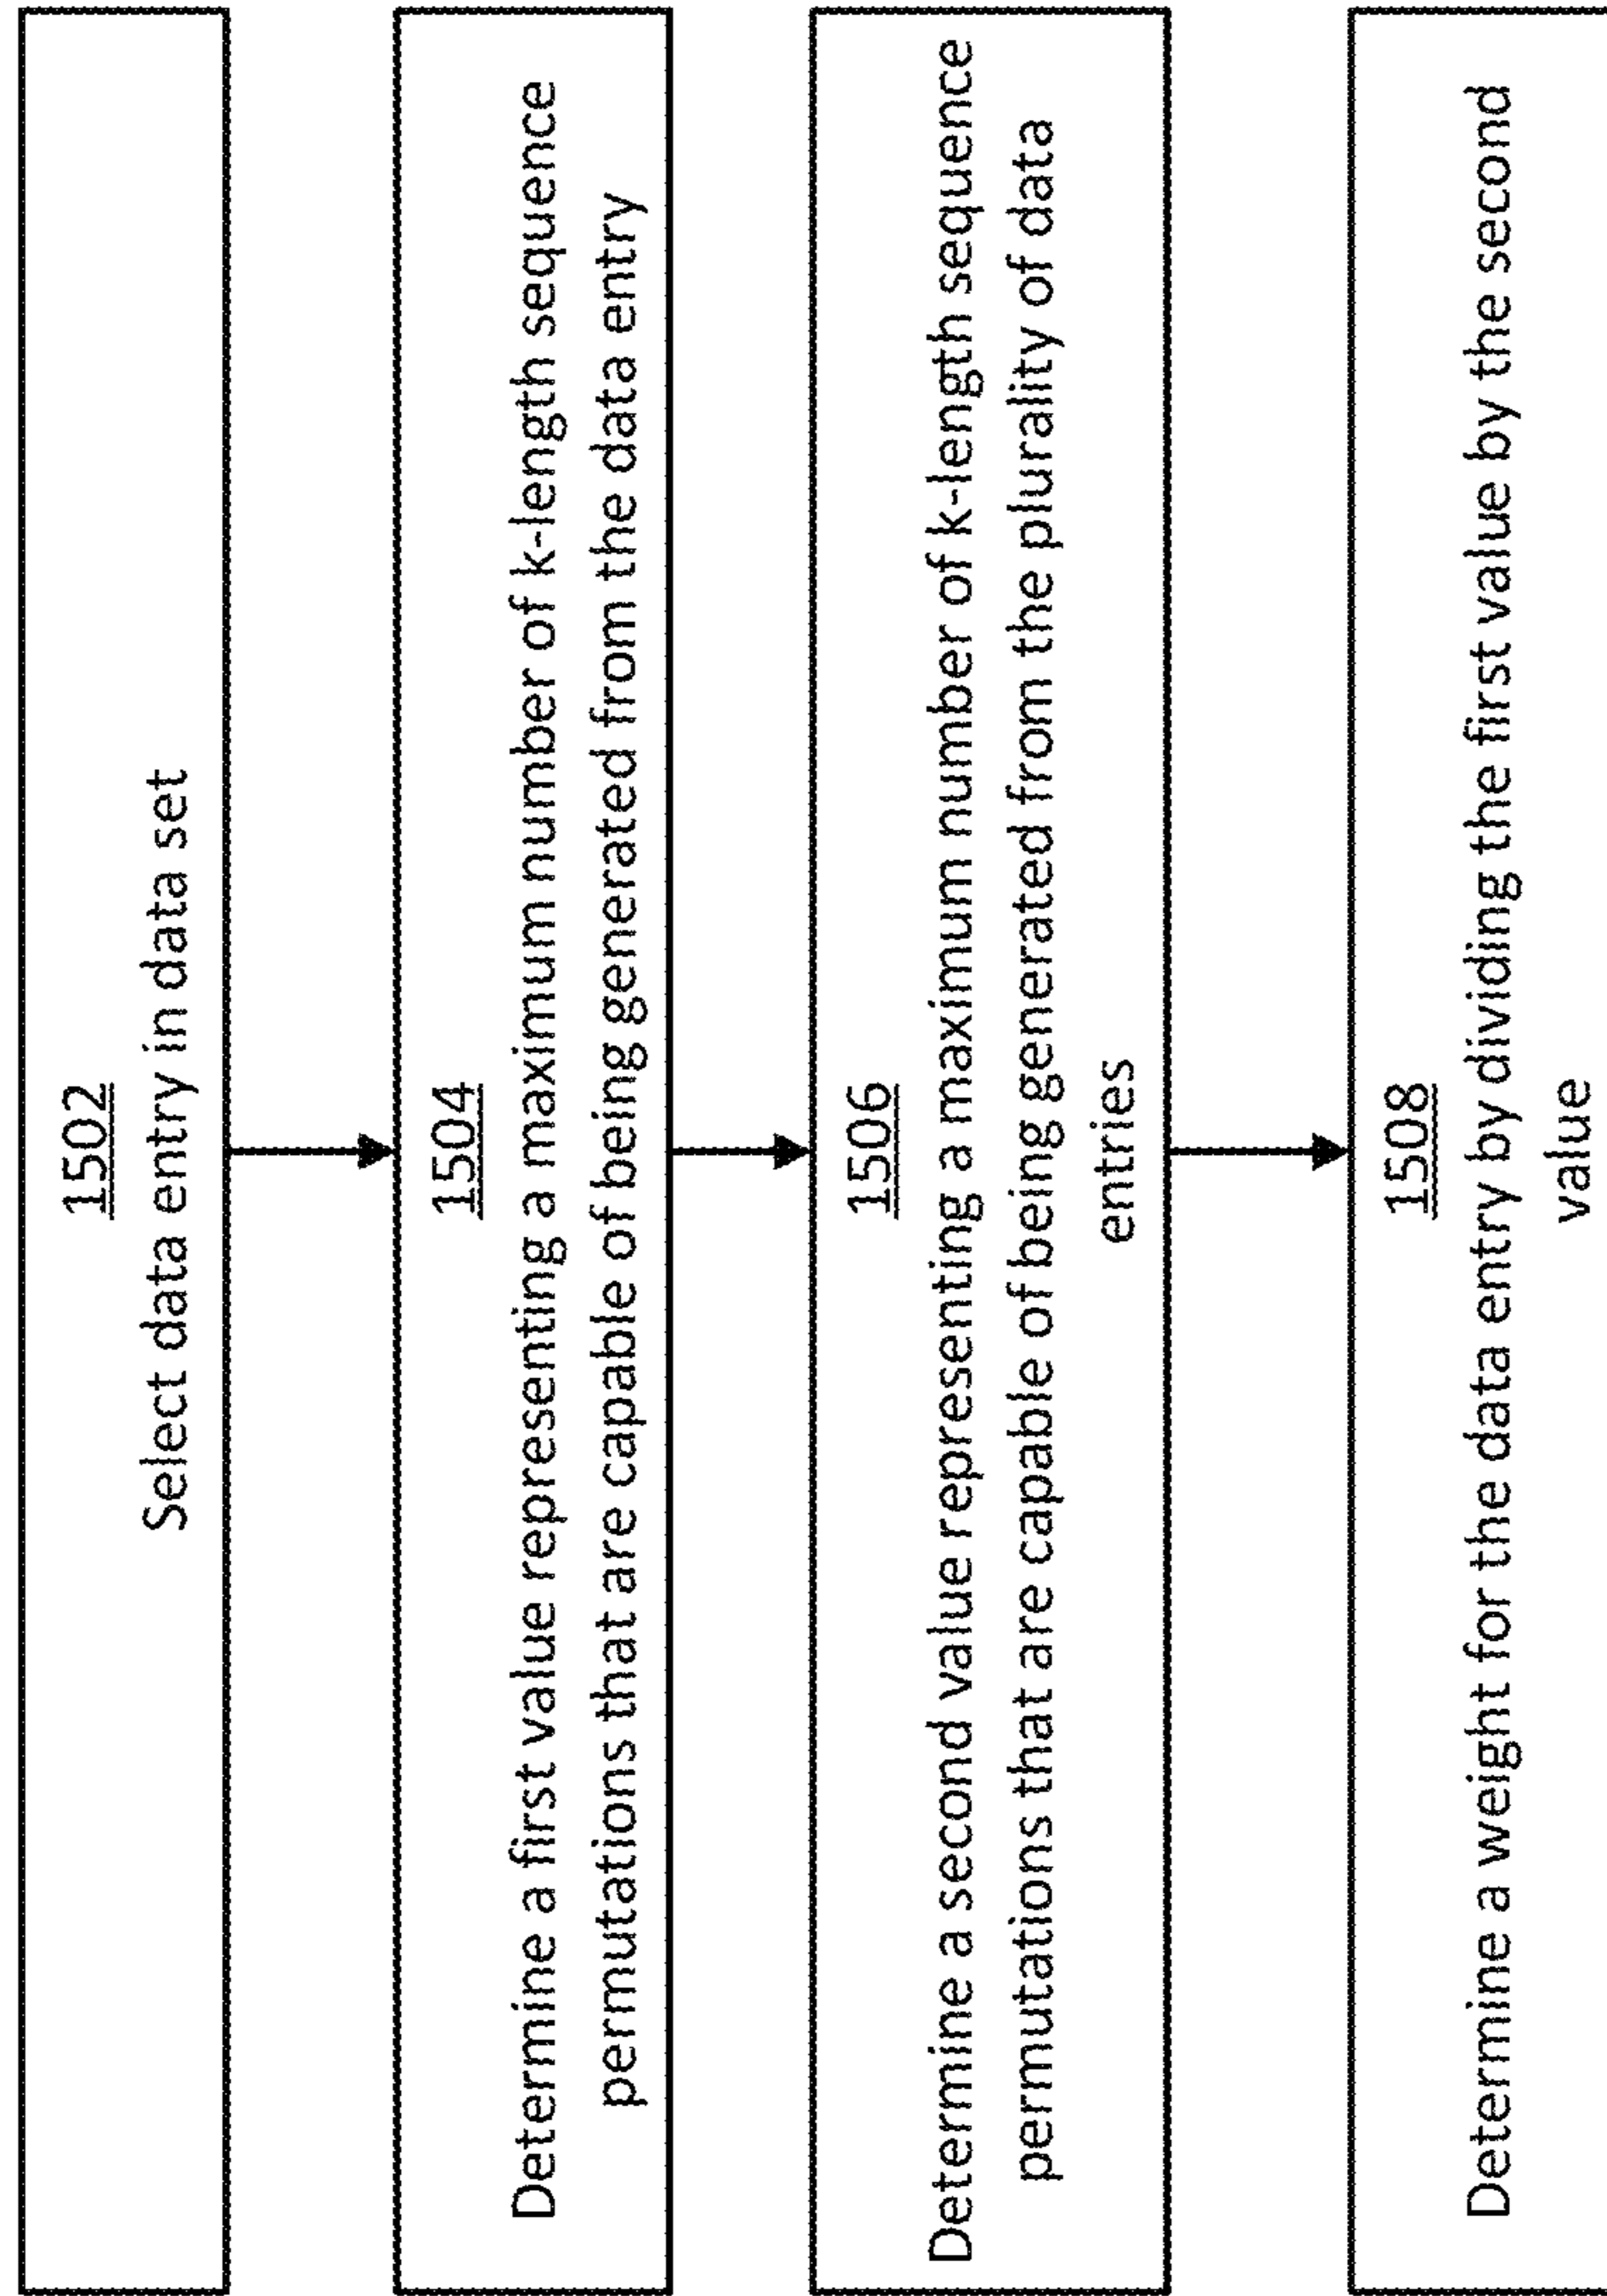 1502
Select data entry in data set
1504
Determine a first value representing a maximum number of k-length sequence
permutations that are capable of being generated from the data entry
1506
Determine a second value representing a maximum number of k-length sequence
permutations that are capable of being generated from the plurality of data
entries
1508
Determine a weight for the data entry by dividing the first value by the second
value